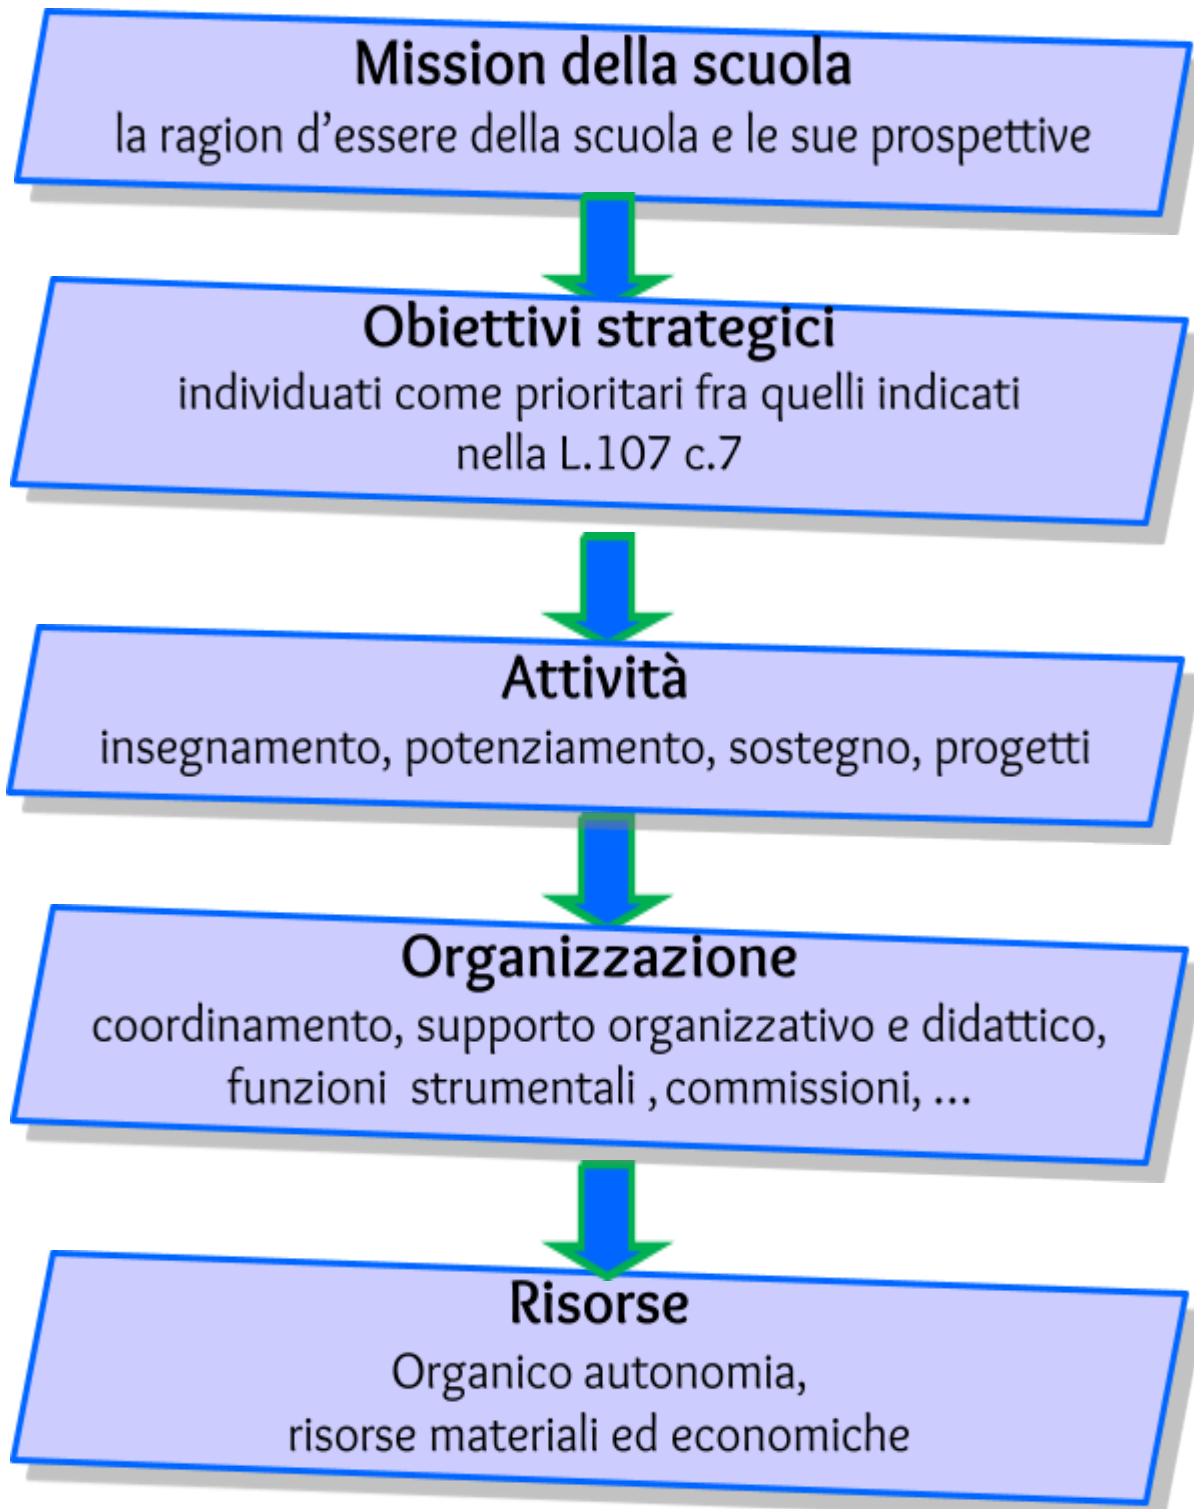 Mission della scuola
la ragion d’essere della scuola e le sue prospettive
Obiettivi strategici
individuati come prioritari fra quelli indicati
nella L.107 c.7
Attività
insegnamento, potenziamento, sostegno, progetti
Organizzazione
coordinamento, supporto organizzativo e didattico,
funzioni strumentali , commissioni, ...
Risorse
Organico autonomia,
risorse materiali ed economiche